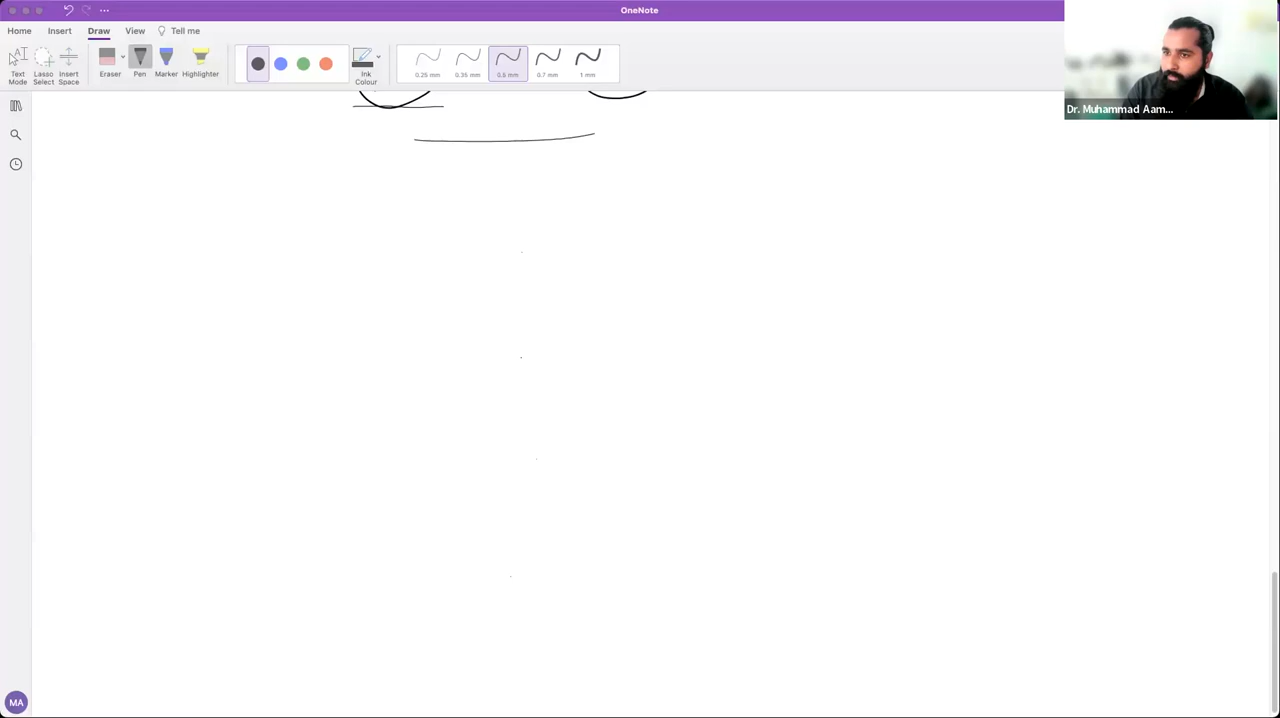 OneNote
Home Insert Draw View Tell me
Text Mode
Lasso Select
Insert Space
Eraser
Pen
Marker
Highlighter
Ink Colour
0.25 mm
0.35 mm
0.5 mm
0.7 mm
1 mm
Dr. Muhammad Aam...
MA